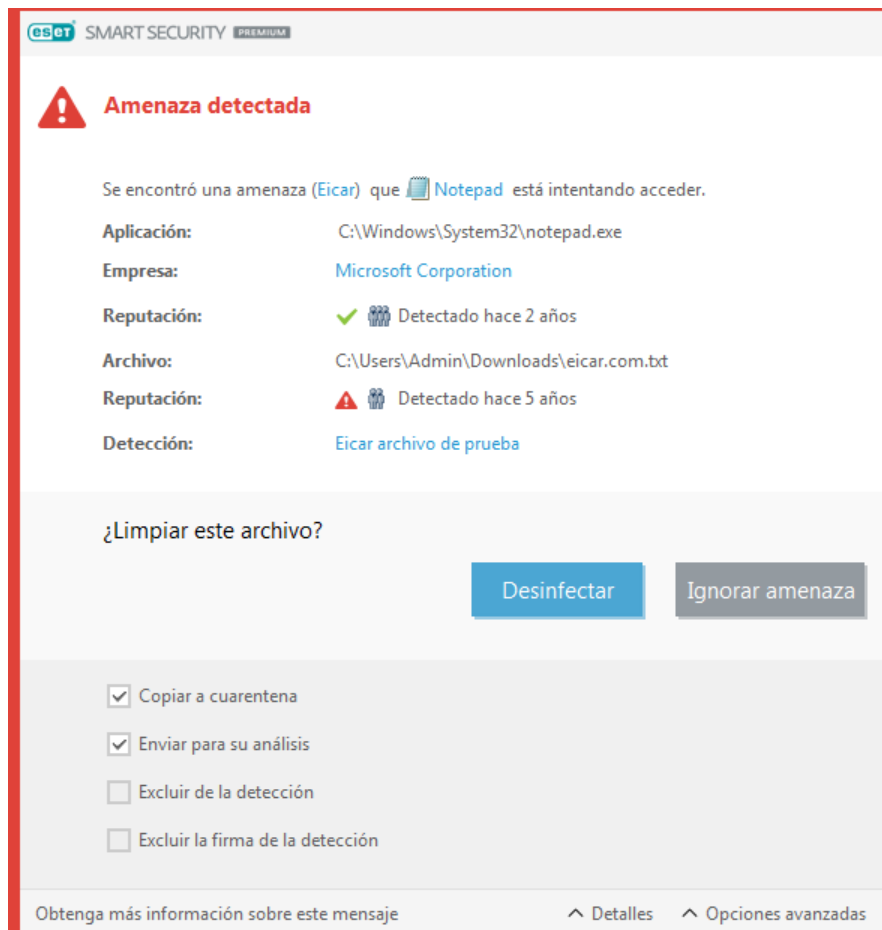 eset SMART SECURITY PREMIUM
Amenaza detectada
Se encontró una amenaza (Eicar) que Notepad está intentando acceder.
Aplicación: C:\Windows\System32\notepad.exe
Empresa: Microsoft Corporation
Reputación: Detectado hace 2 años
Archivo: C:\Users\Admin\Downloads\eicar.com.txt
Reputación: Detectado hace 5 años
Detección: Eicar archivo de prueba
¿Limpiar este archivo?
Desinfectar Ignorar amenaza
Copiar a cuarentena
Enviar para su análisis
Excluir de la detección
Excluir la firma de la detección
Obtenga más información sobre este mensaje Detalles Opciones avanzadas